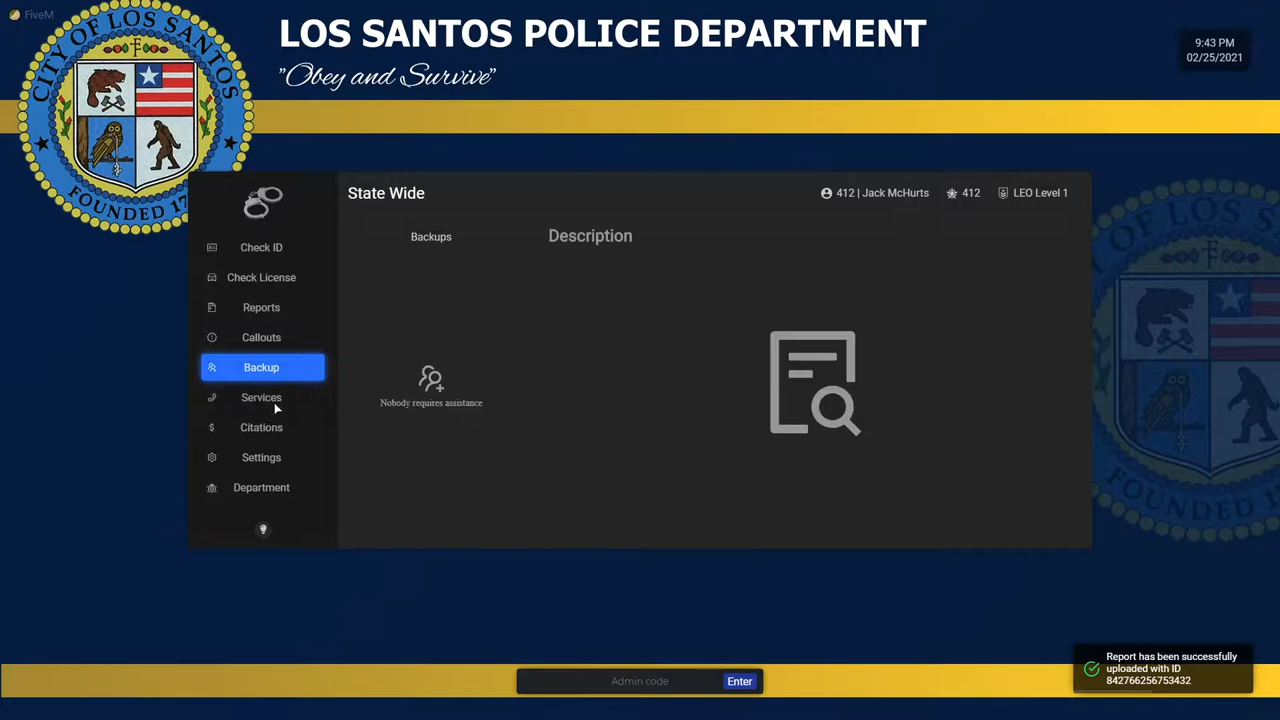 FiveM
CITY OF LOS SANTOS
FOUNDED 17
LOS SANTOS POLICE DEPARTMENT
"Obey and Survive"
9:43 PM
02/25/2021
State Wide
412 | Jack McHurts
412
LEO Level 1
Check ID
Check License
Reports
Callouts
Backup
Services
Citations
Settings
Department
Backups
Description
Nobody requires assistance
Admin code
Enter
Report has been successfully
uploaded with ID
842766256753432